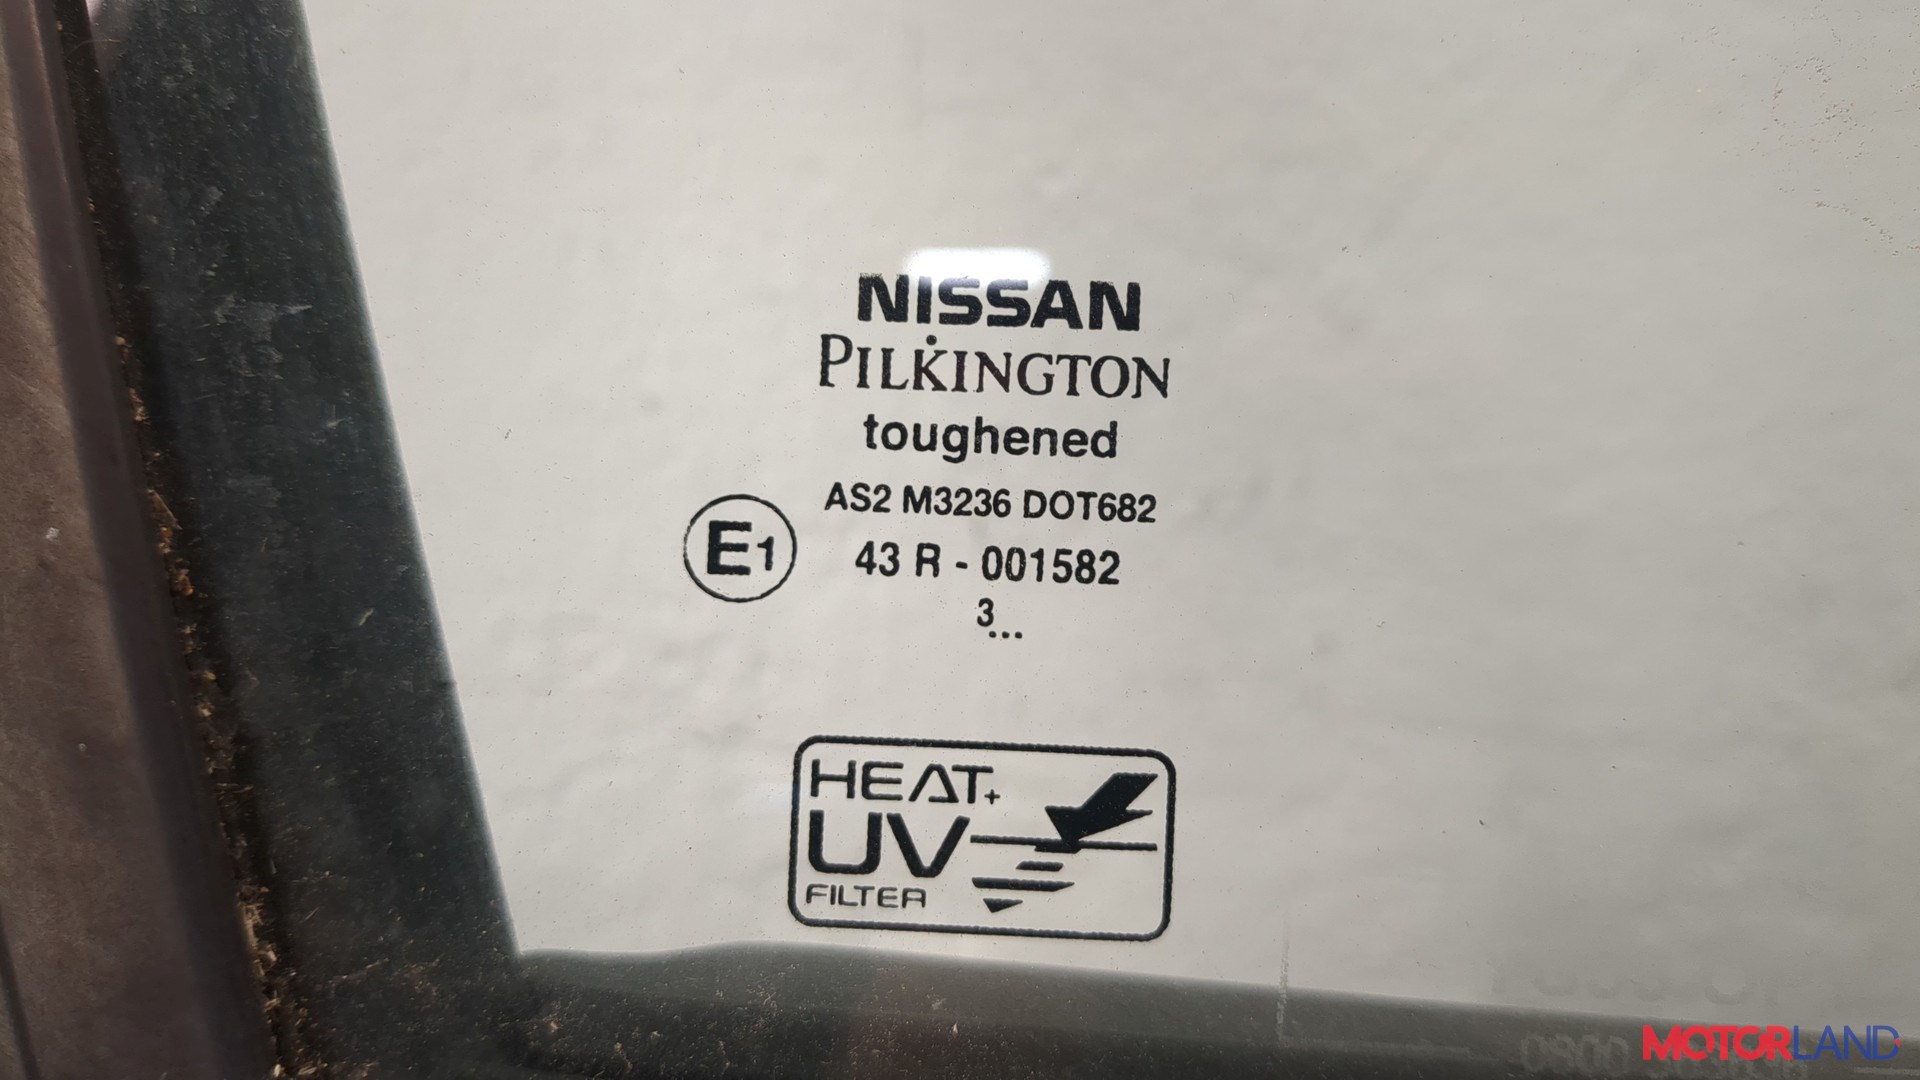 NISSAN
PILKINGTON
toughened
AS2 M3236 DOT682
E1
43 R - 001582
3...
HEAT+
UV
FILTER
MOTORLAND